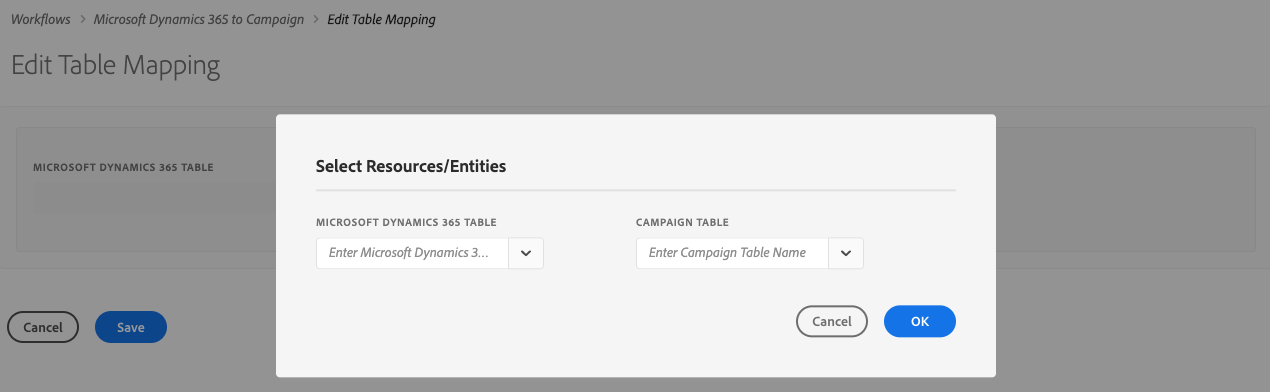 Workflows > Microsoft Dynamics 365 to Campaign > Edit Table Mapping
Edit Table Mapping
MICROSOFT DYNAMICS 365 TABLE
Select Resources/Entities
MICROSOFT DYNAMICS 365 TABLE CAMPAIGN TABLE
Enter Microsoft Dynamics 3... Enter Campaign Table Name
Cancel OK
Cancel Save